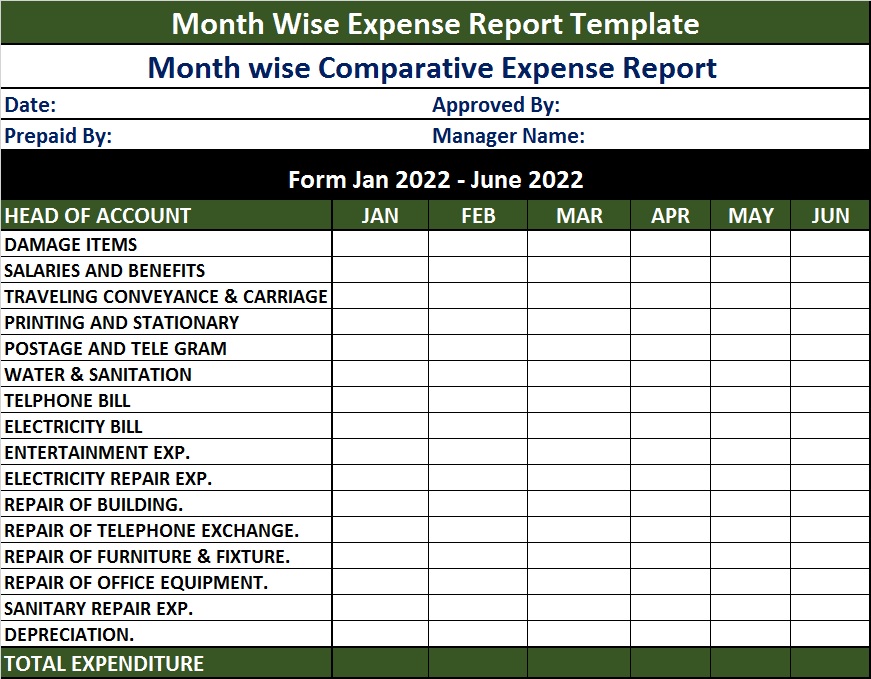 Month Wise Expense Report Template
Month wise Comparative Expense Report
Date: Approved By:
Prepaid By: Manager Name:
Form Jan 2022 - June 2022
HEAD OF ACCOUNT JAN FEB MAR APR MAY JUN
DAMAGE ITEMS
SALARIES AND BENEFITS
TRAVELING CONVEYANCE & CARRIAGE
PRINTING AND STATIONARY
POSTAGE AND TELE GRAM
WATER & SANITATION
TELPHONE BILL
ELECTRICITY BILL
ENTERTAINMENT EXP.
ELECTRICITY REPAIR EXP.
REPAIR OF BUILDING.
REPAIR OF TELEPHONE EXCHANGE.
REPAIR OF FURNITURE & FIXTURE.
REPAIR OF OFFICE EQUIPMENT.
SANITARY REPAIR EXP.
DEPRECIATION.
TOTAL EXPENDITURE